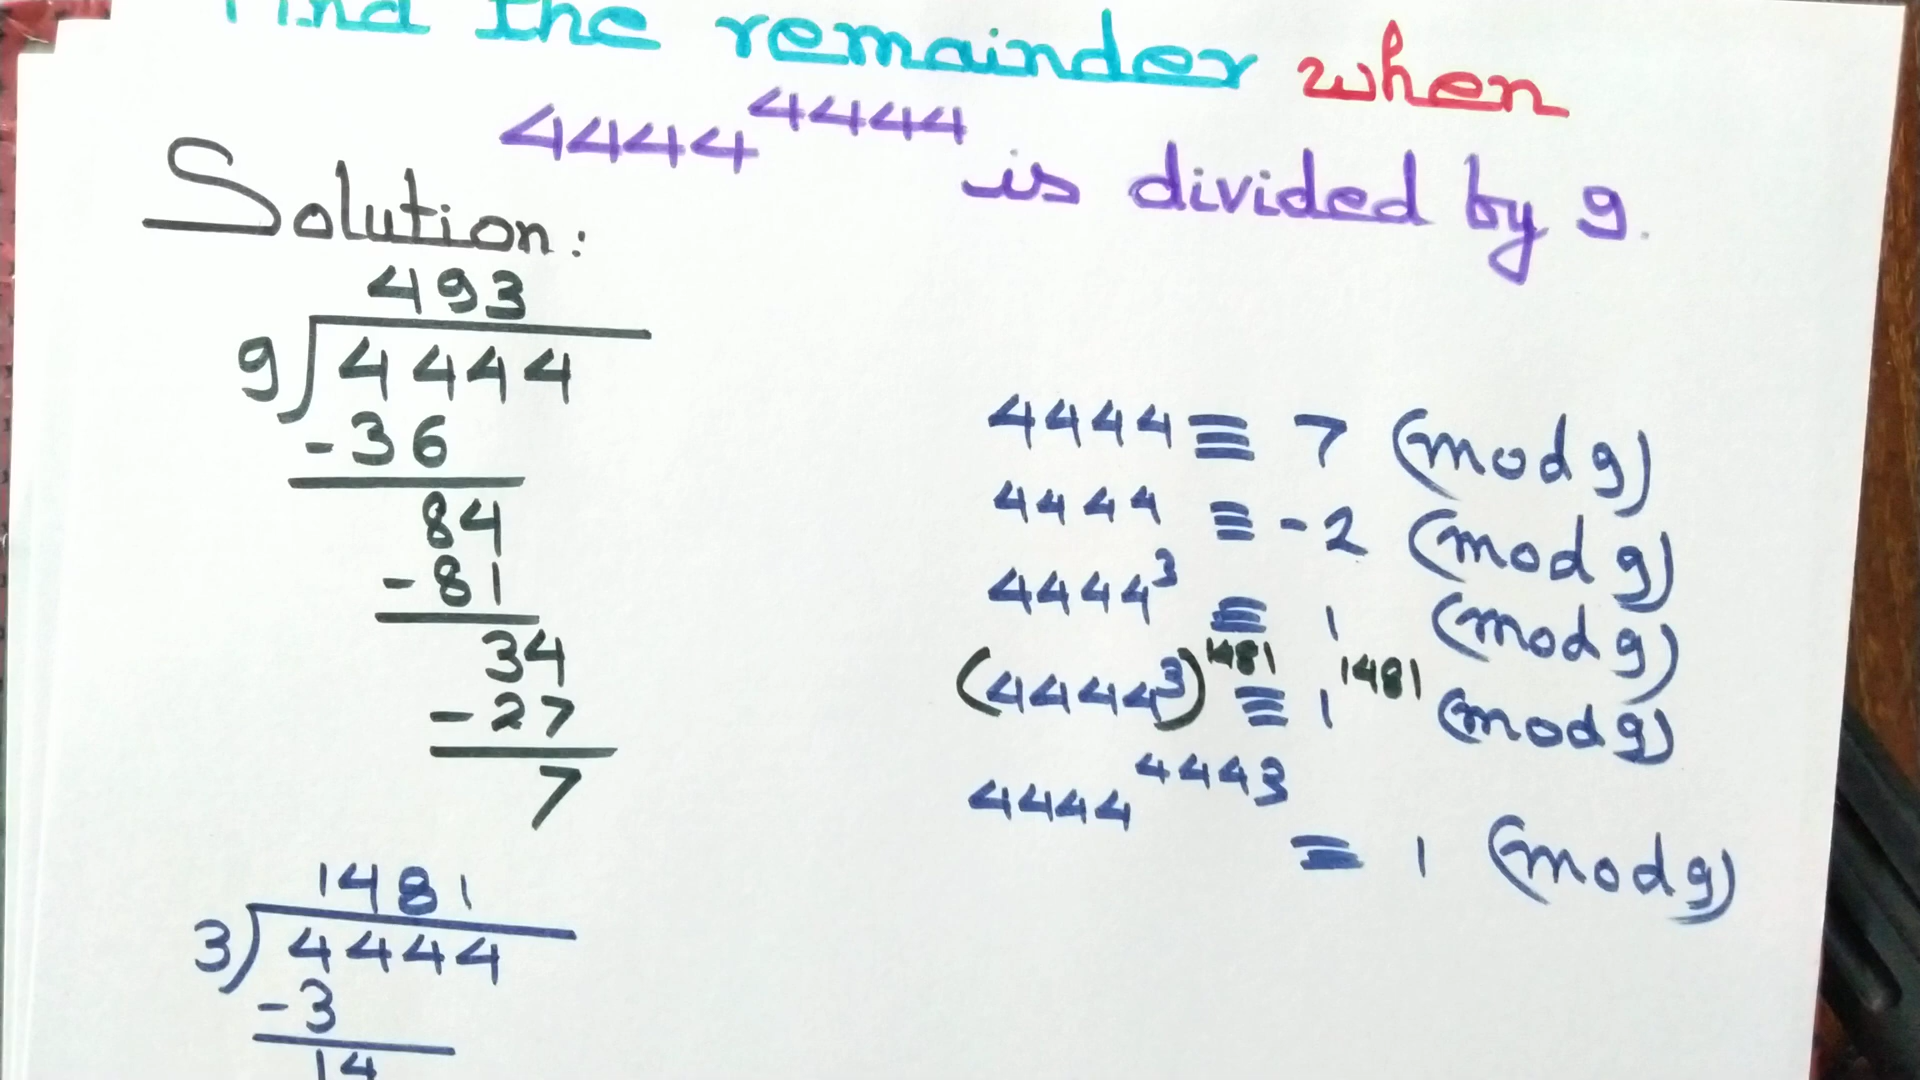 Find the remainder when
4444^4444 is divided by 9.
Solution:
493
9)4444
-36
84
-81
34
-27
7
1481
3)4444
-3
14
4444 ≡ 7 (mod 9)
4444 ≡ -2 (mod 9)
4444^3 ≡ 1 (mod 9)
(4444^3)^1481 ≡ 1^1481 (mod 9)
4444^4443 ≡ 1 (mod 9)